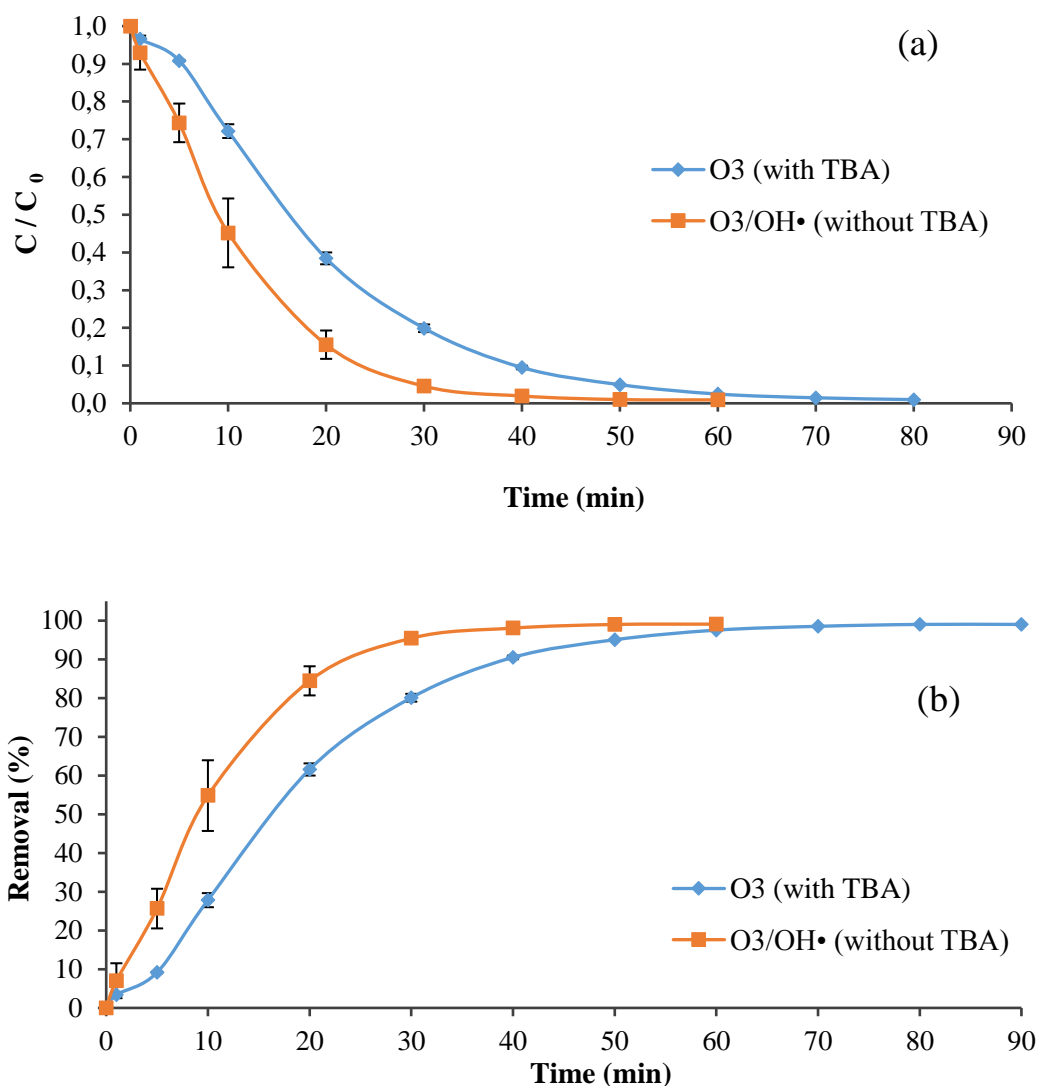 (a)
1,0
0,9
0,8
0,7
0,6
0,5
0,4
0,3
0,2
0,1
0,0
C / C 0
O3 (with TBA)
O3/OH• (without TBA)
0 10 20 30 40 50 60 70 80 90
Time (min)
(b)
100
90
80
70
60
50
40
30
20
10
0
Removal (%)
O3 (with TBA)
O3/OH• (without TBA)
0 10 20 30 40 50 60 70 80 90
Time (min)